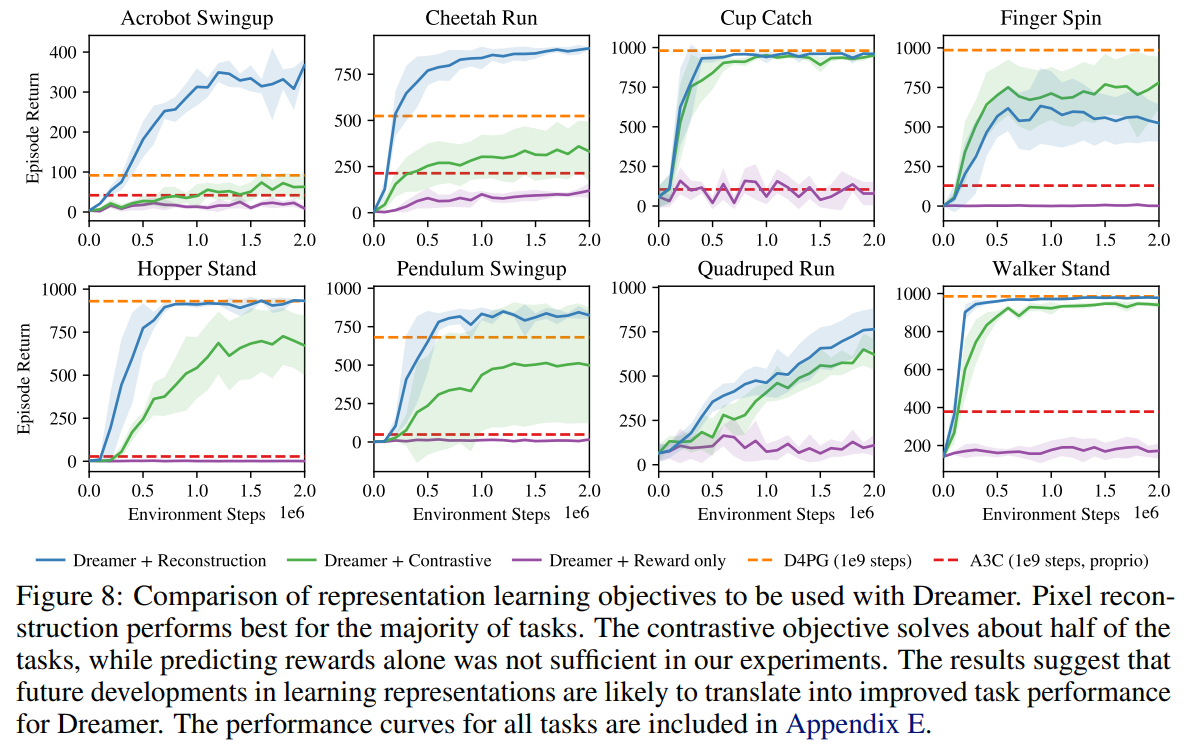 Acrobot Swingup
Cheetah Run
Cup Catch
Finger Spin
Episode Return
400
300
200
100
0
0.0 0.5 1.0 1.5 2.0
750
500
250
0
0.0 0.5 1.0 1.5 2.0
1000
750
500
250
0
0.0 0.5 1.0 1.5 2.0
1000
750
500
250
0
0.0 0.5 1.0 1.5 2.0
Hopper Stand
Pendulum Swingup
Quadruped Run
Walker Stand
Episode Return
1000
750
500
250
0
0.0 0.5 1.0 1.5 2.0
Environment Steps 1e6
1000
750
500
250
0
0.0 0.5 1.0 1.5 2.0
Environment Steps 1e6
750
500
250
0
0.0 0.5 1.0 1.5 2.0
Environment Steps 1e6
1000
800
600
400
200
0.0 0.5 1.0 1.5 2.0
Environment Steps 1e6
Dreamer + Reconstruction
Dreamer + Contrastive
Dreamer + Reward only
D4PG (1e9 steps)
A3C (1e9 steps, proprio)
Figure 8: Comparison of representation learning objectives to be used with Dreamer. Pixel recon-
struction performs best for the majority of tasks. The contrastive objective solves about half of the
tasks, while predicting rewards alone was not sufficient in our experiments. The results suggest that
future developments in learning representations are likely to translate into improved task performance
for Dreamer. The performance curves for all tasks are included in Appendix E.